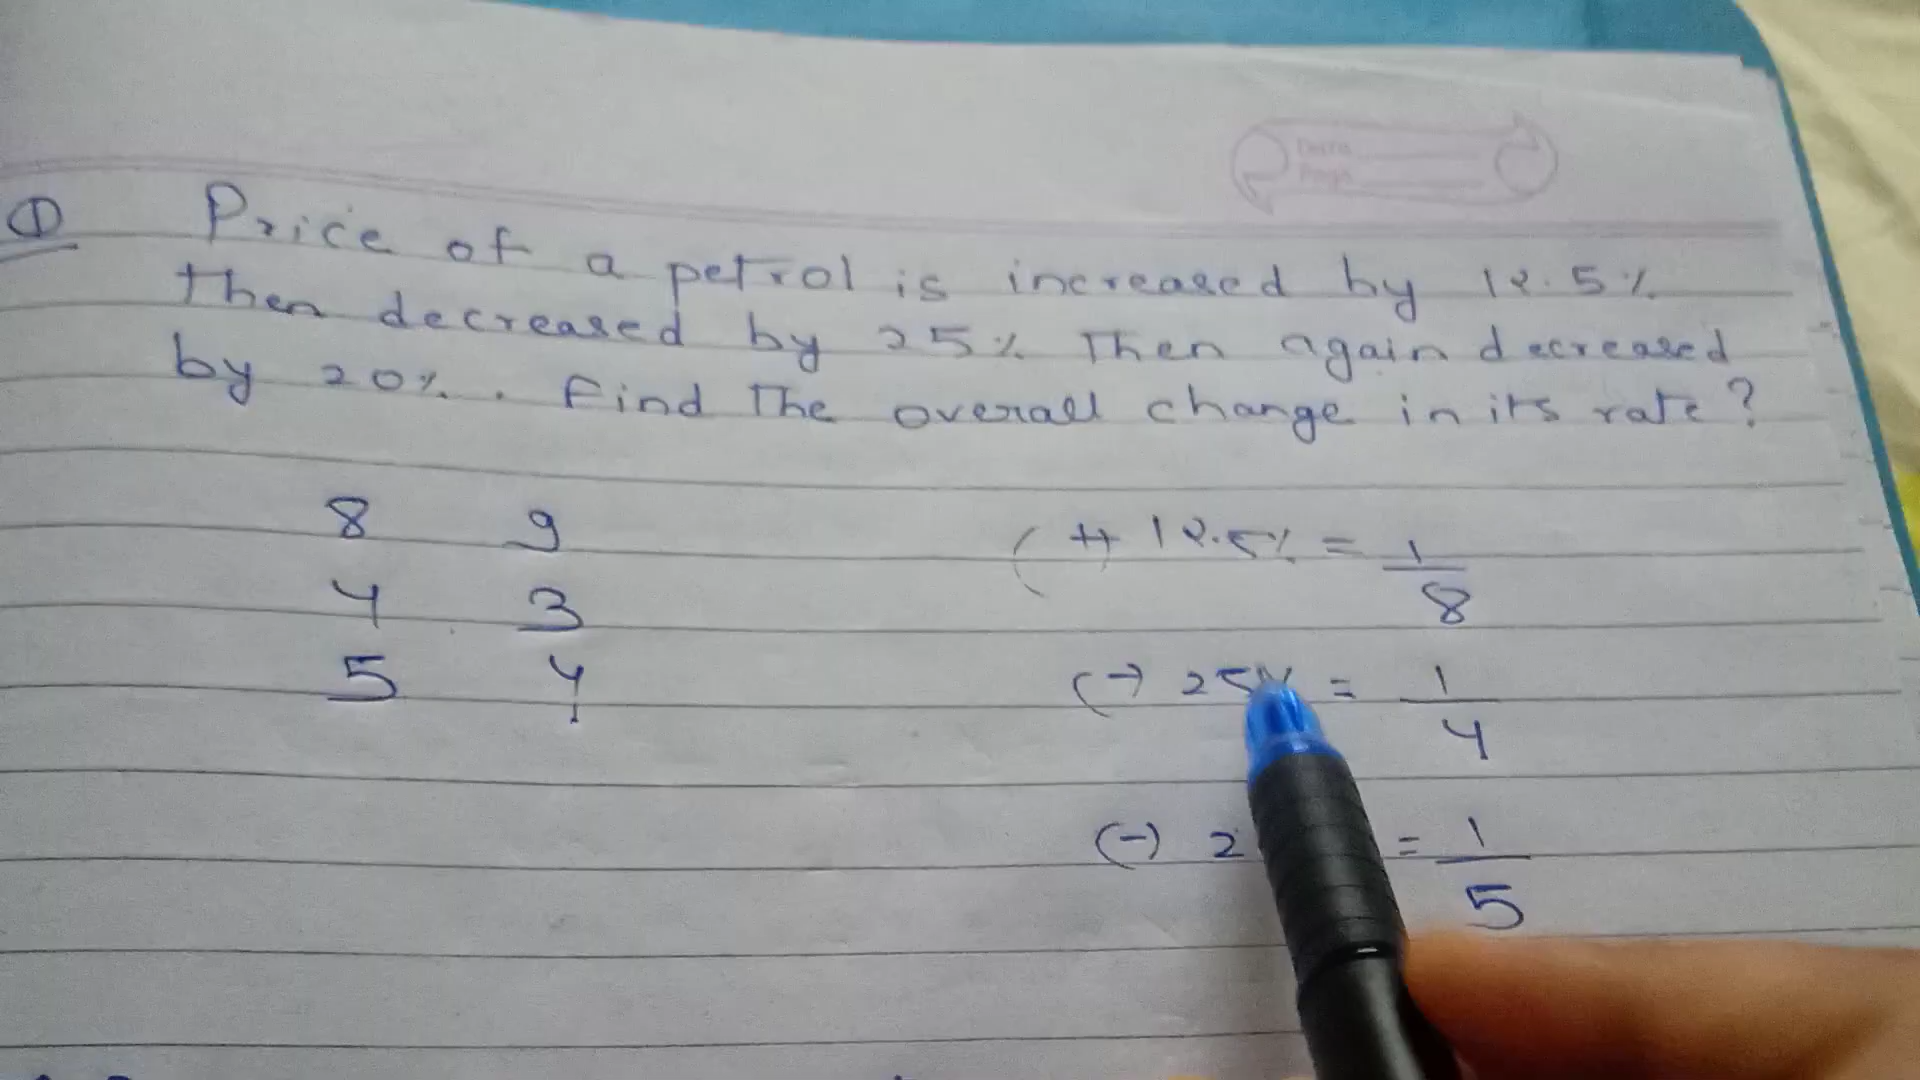 ① Price of a petrol is increased by 12.5%
Then decreased by 25% Then again decreased
by 20%. Find The overall change in its rate?
8 9 (+) 12.5% = 1/8
4 3
5 4 (-) 25% = 1/4
(-) 2 = 1/5